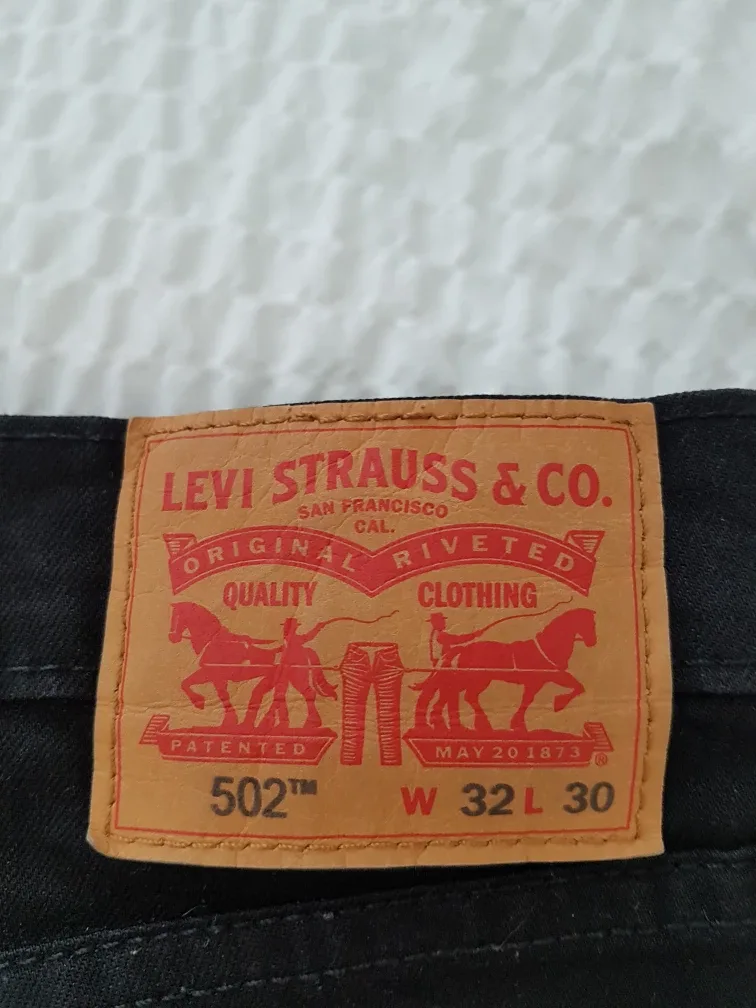 LEVI STRAUSS & CO.
SAN FRANCISCO
CAL.
ORIGINAL RIVETED
QUALITY CLOTHING
PATENTED MAY 20 1873 ®
502™ W 32 L 30